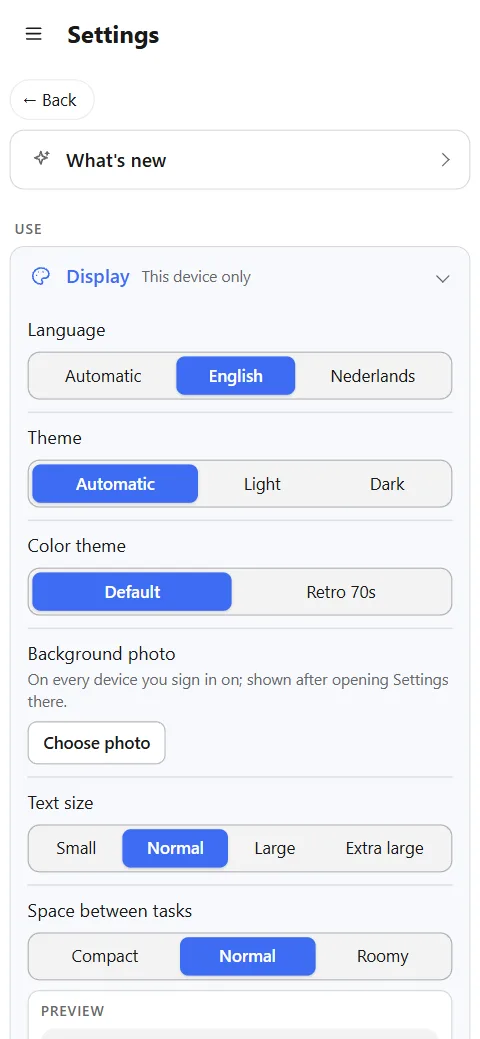 Settings
← Back
What's new
USE
Display This device only
Language
Automatic English Nederlands
Theme
Automatic Light Dark
Color theme
Default Retro 70s
Background photo
On every device you sign in on; shown after opening Settings
there.
Choose photo
Text size
Small Normal Large Extra large
Space between tasks
Compact Normal Roomy
PREVIEW